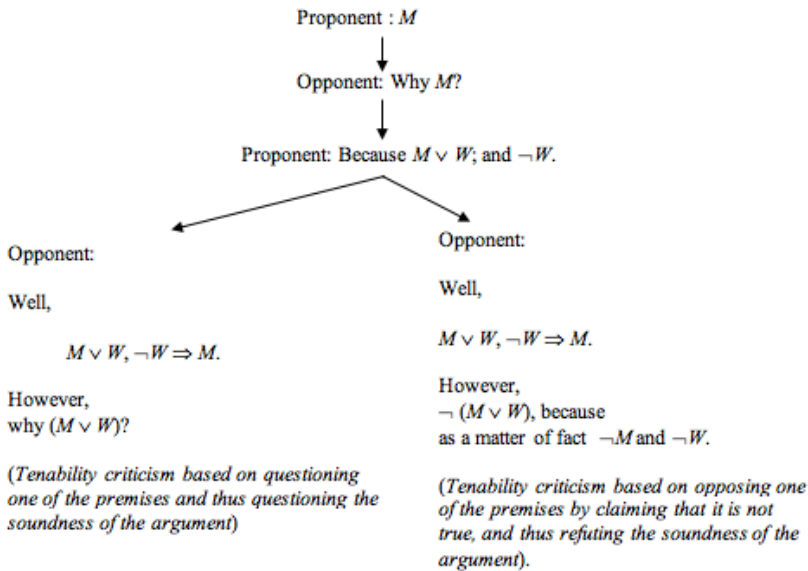 Proponent : M
Opponent: Why M?
Proponent: Because M ∨ W; and ¬W.
Opponent:
Well,
M ∨ W, ¬W ⇒ M.
However,
why (M ∨ W)?
(Tenability criticism based on questioning
one of the premises and thus questioning the
soundness of the argument)
Opponent:
Well,
M ∨ W, ¬W ⇒ M.
However,
¬ (M ∨ W), because
as a matter of fact ¬M and ¬W.
(Tenability criticism based on opposing one
of the premises by claiming that it is not
true, and thus refuting the soundness of the
argument).